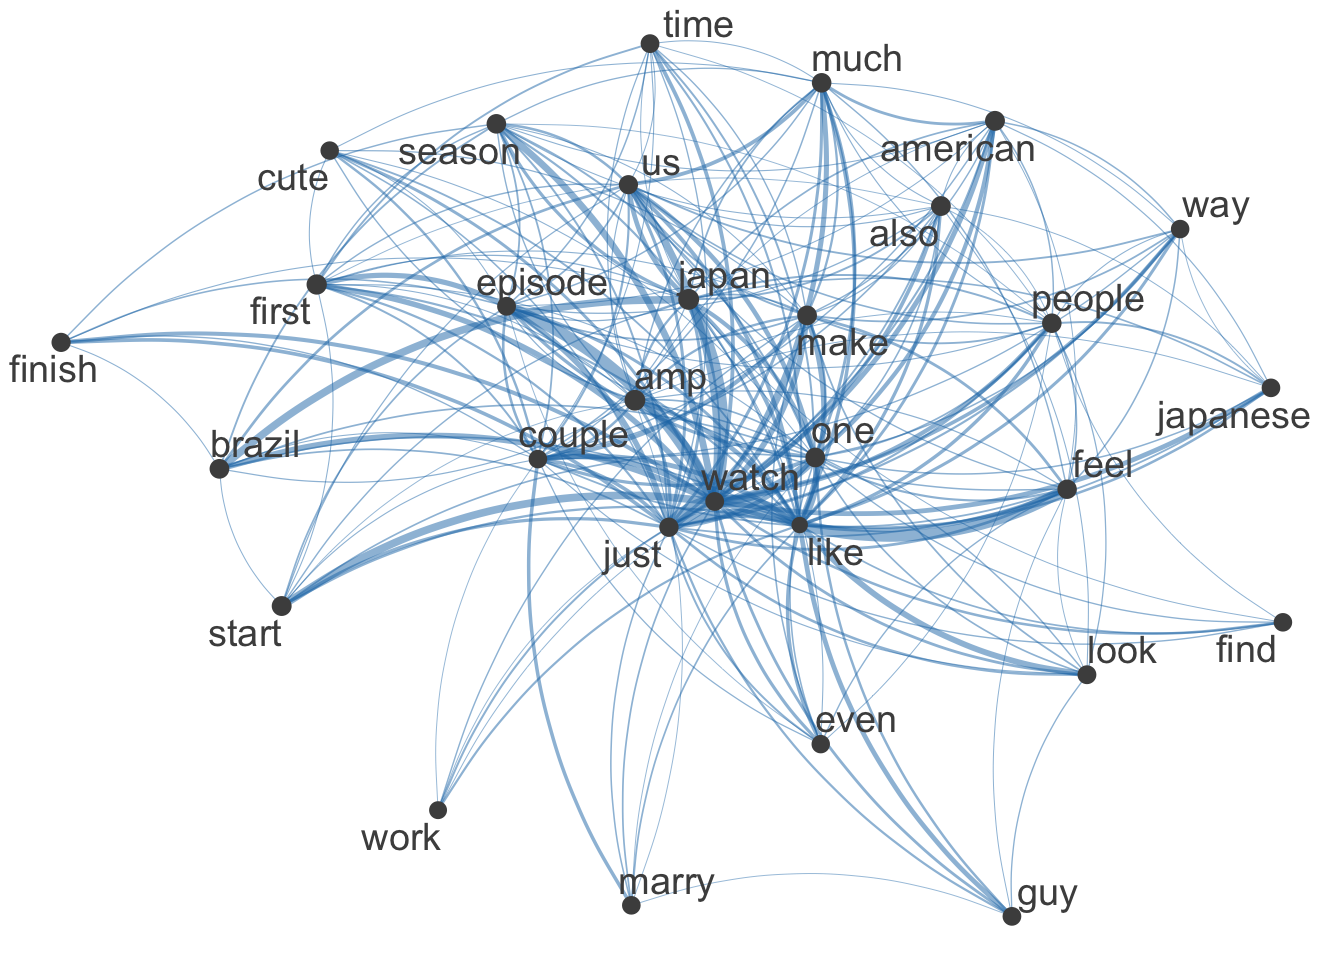 time
much
season
american
us
cute
way
also
japan
episode
people
first
make
finish
amp
japanese
one
couple
brazil
feel
watch
just
like
start
look
find
even
work
marry
guy